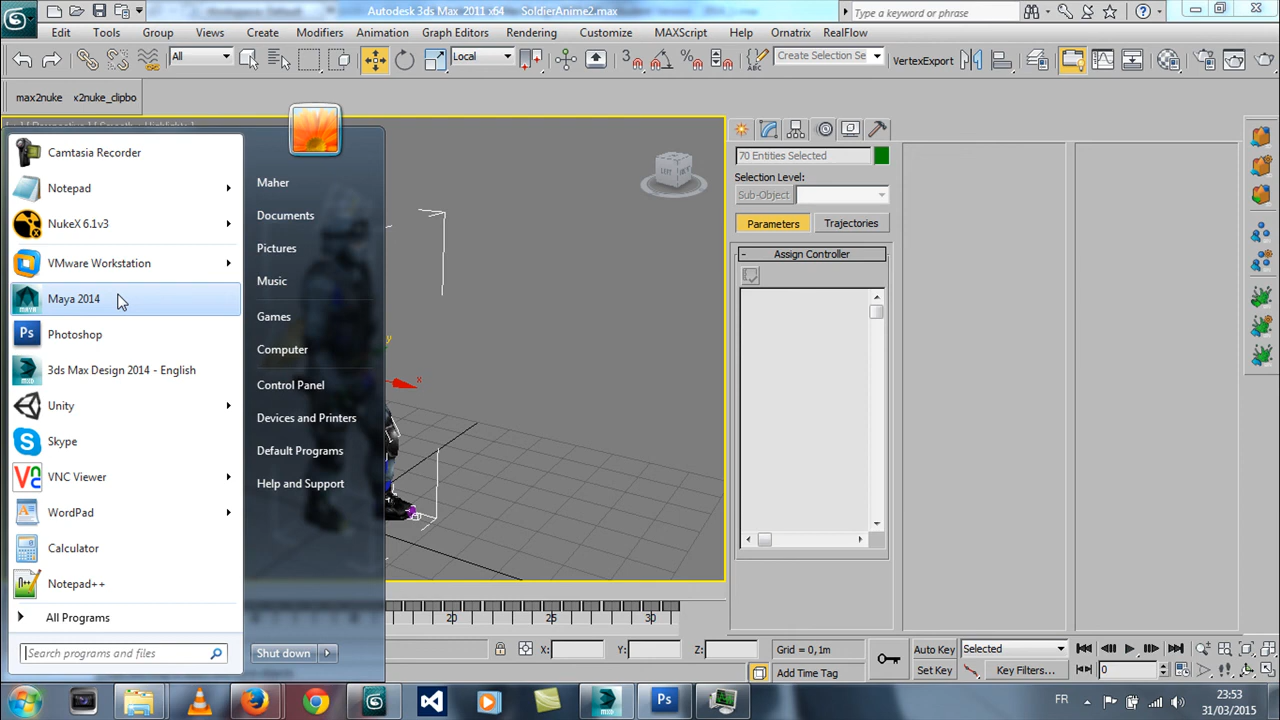 Autodesk 3ds Max 2011 x64 SoldierAnime2.max
Type a keyword or phrase
Edit Tools Group Views Create Modifiers Animation Graph Editors Rendering Customize MAXScript Help Ornatrix RealFlow
All
Local
Create Selection Se
VertexExport
max2nuke x2nuke_clipbo
70 Entities Selected
Selection Level:
Sub-Object
Parameters Trajectories
- Assign Controller
Camtasia Recorder
Notepad
NukeX 6.1v3
VMware Workstation
Maya 2014
Photoshop
3ds Max Design 2014 - English
Unity
Skype
VNC Viewer
WordPad
Calculator
Notepad++
All Programs
Search programs and files
Maher
Documents
Pictures
Music
Games
Computer
Control Panel
Devices and Printers
Default Programs
Help and Support
Shut down
LEFT
y
x
20 25 30
X: Y: Z: Grid = 0,1m
Add Time Tag
Auto Key Selected
Set Key Key Filters...
0
FR
23:53
31/03/2015